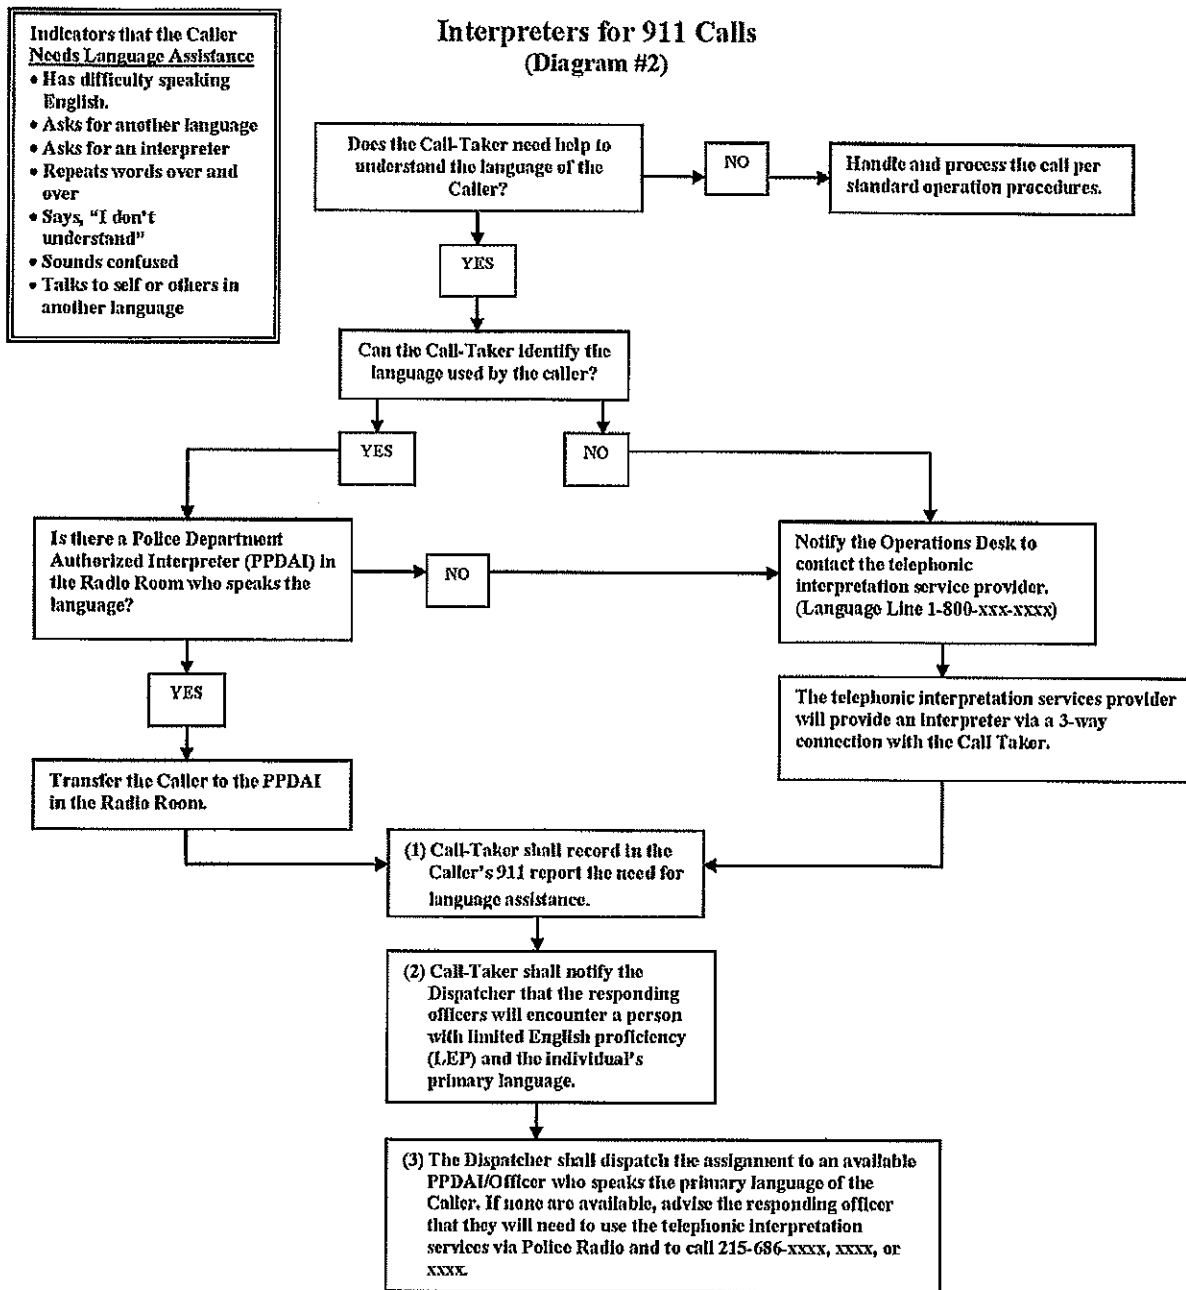 Indicators that the Caller
Needs Language Assistance
• Has difficulty speaking
English.
• Asks for another language
• Asks for an interpreter
• Repeats words over and
over
• Says, "I don't
understand"
• Sounds confused
• Talks to self or others in
another language
Interpreters for 911 Calls
(Diagram #2)
Does the Call-Taker need help to
understand the language of the
Caller?
NO
Handle and process the call per
standard operation procedures.
YES
Can the Call-Taker identify the
language used by the caller?
YES
NO
Is there a Police Department
Authorized Interpreter (PPDAI) in
the Radio Room who speaks the
language?
NO
Notify the Operations Desk to
contact the telephonic
interpretation service provider.
(Language Line 1-800-xxx-xxxx)
YES
The telephonic interpretation services provider
will provide an interpreter via a 3-way
connection with the Call Taker.
Transfer the Caller to the PPDAI
in the Radio Room.
(1) Call-Taker shall record in the
Caller's 911 report the need for
language assistance.
(2) Call-Taker shall notify the
Dispatcher that the responding
officers will encounter a person
with limited English proficiency
(LEP) and the individual's
primary language.
(3) The Dispatcher shall dispatch the assignment to an available
PPDAI/Officer who speaks the primary language of the
Caller. If none are available, advise the responding officer
that they will need to use the telephonic interpretation
services via Police Radio and to call 215-686-xxxx, xxxx, or
xxxx.